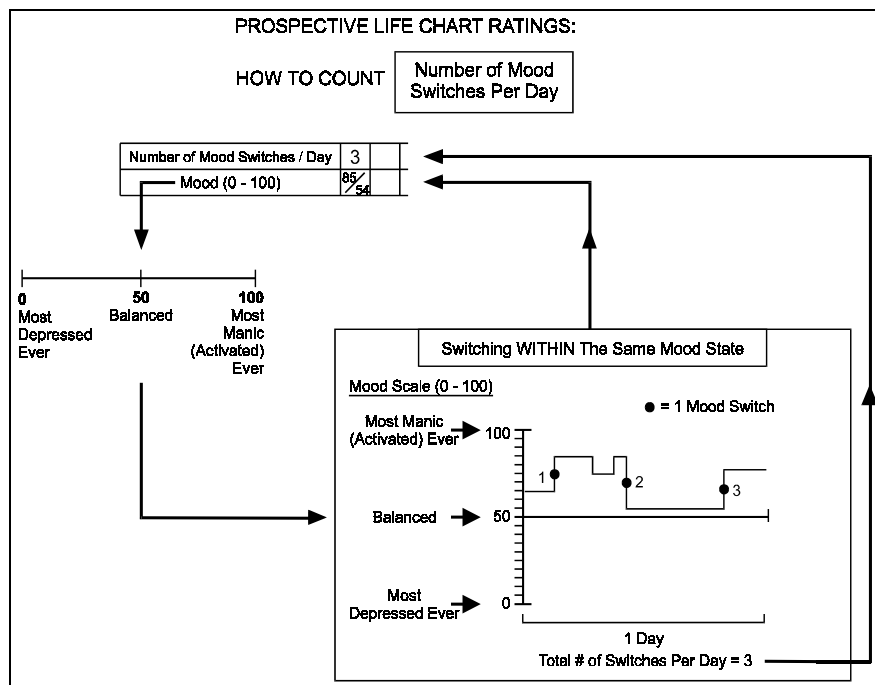 PROSPECTIVE LIFE CHART RATINGS:
HOW TO COUNT
Number of Mood
Switches Per Day
Number of Mood Switches / Day 3
Mood (0 - 100) 85/54
0 50 100
Most
Depressed
Ever
Balanced
Most
Manic
(Activated)
Ever
Switching WITHIN The Same Mood State
Mood Scale (0 - 100)
= 1 Mood Switch
Most Manic
(Activated) Ever
100
1
2
3
Balanced 50
Most
Depressed Ever
0
1 Day
Total # of Switches Per Day = 3